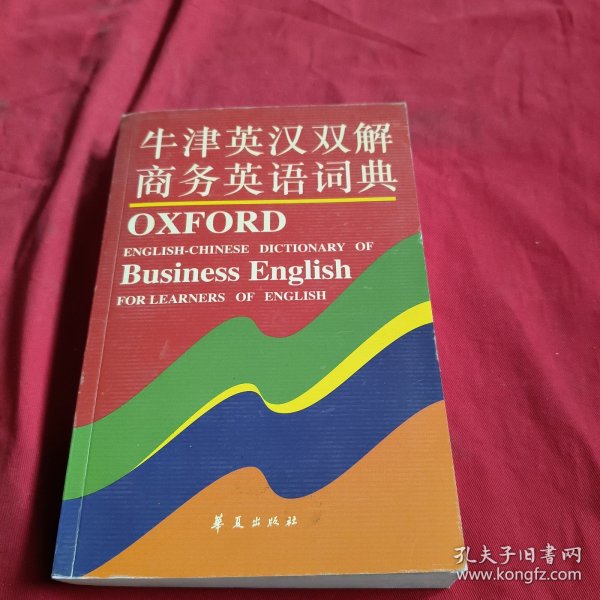 牛津英汉双解
商务英语词典
OXFORD
ENGLISH-CHINESE DICTIONARY OF
Business English
FOR LEARNERS OF ENGLISH
华夏出版社
孔夫子旧书网
www.kongfz.com